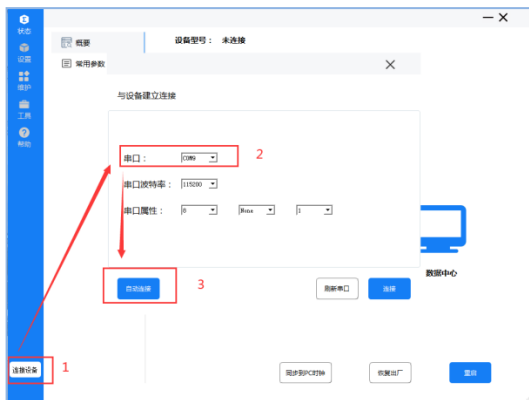 状态
设置
维护
工具
帮助
概要
设备型号： 未连接
常用参数
与设备建立连接
串口：
COM9
2
串口波特率：
115200
串口属性：
8
None
1
自动连接
3
刷新串口
连接
数据中心
连接设备
1
同步到PC时钟
恢复出厂
重启